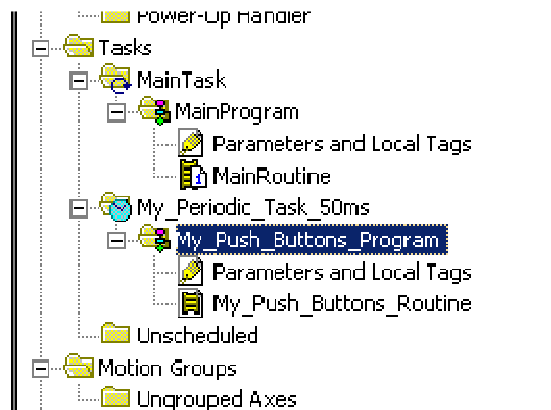 Power-Up Handler
Tasks
MainTask
MainProgram
Parameters and Local Tags
MainRoutine
My_Periodic_Task_50ms
My_Push_Buttons_Program
Parameters and Local Tags
My_Push_Buttons_Routine
Unscheduled
Motion Groups
Ungrouped Axes